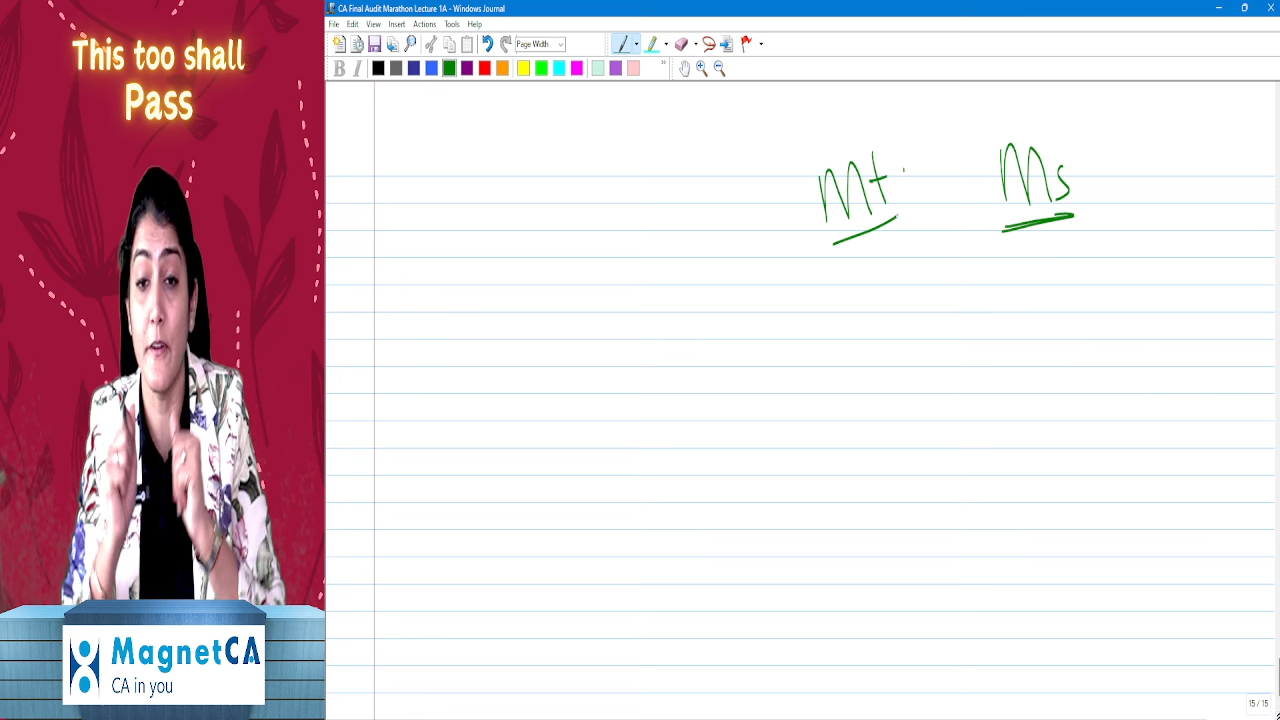 This too shall
Pass
MagnetCA
CA in you
CA Final Audit Marathon Lecture 1A - Windows Journal
File Edit View Insert Actions Tools Help
Page Width
B I
Mt Ms
15 / 15